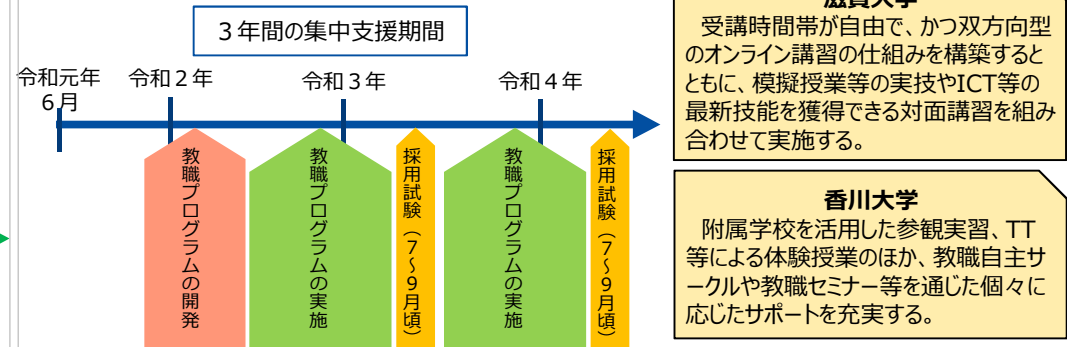 ３年間の集中支援期間
令和元年
６月
令和２年
令和３年
令和４年
教職プログラムの開発
教職プログラムの実施
採用試験（７～９月頃）
教職プログラムの実施
採用試験（７～９月頃）
滋賀大学
受講時間帯が自由で、かつ双方向型
のオンライン講習の仕組みを構築すると
ともに、模擬授業等の実技やICT等の
最新技能を獲得できる対面講習を組み
合わせて実施する。
香川大学
附属学校を活用した参観実習、TT
等による体験授業のほか、教職自主サ
ークルや教職セミナー等を通じた個々に
応じたサポートを充実する。